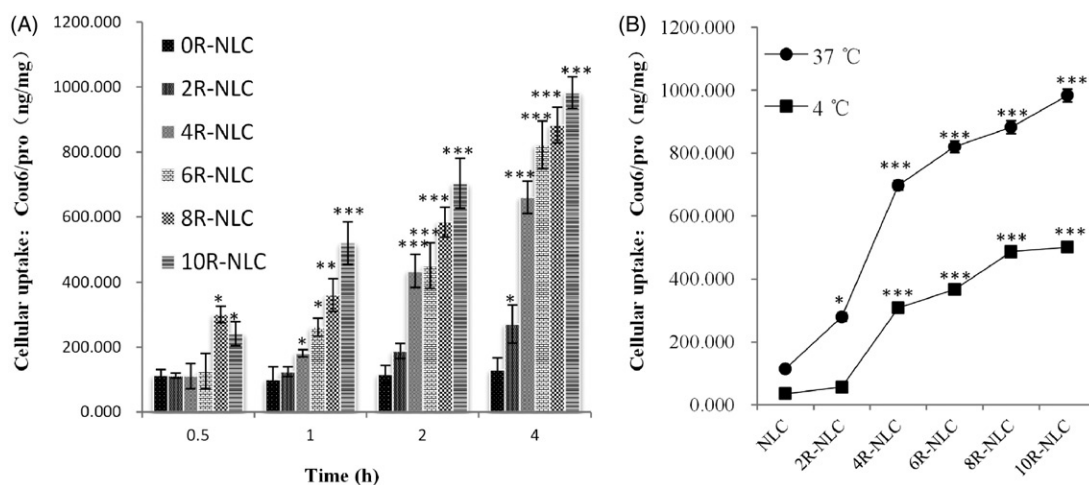 (A)
Cellular uptake: Cou6/pro（ng/mg）
1200.000
1000.000
800.000
600.000
400.000
200.000
0.000
0R-NLC
2R-NLC
4R-NLC
6R-NLC
8R-NLC
10R-NLC
*
*
*
*
**
***
***
***
***
***
*
***
***
***
***
0.5
1
2
4
Time (h)
(B)
Cellular uptake: Cou6/pro（ng/mg）
1200.000
1000.000
800.000
600.000
400.000
200.000
0.000
37 ℃
4 ℃
*
***
***
***
***
***
***
***
***
NLC
2R-NLC
4R-NLC
6R-NLC
8R-NLC
10R-NLC